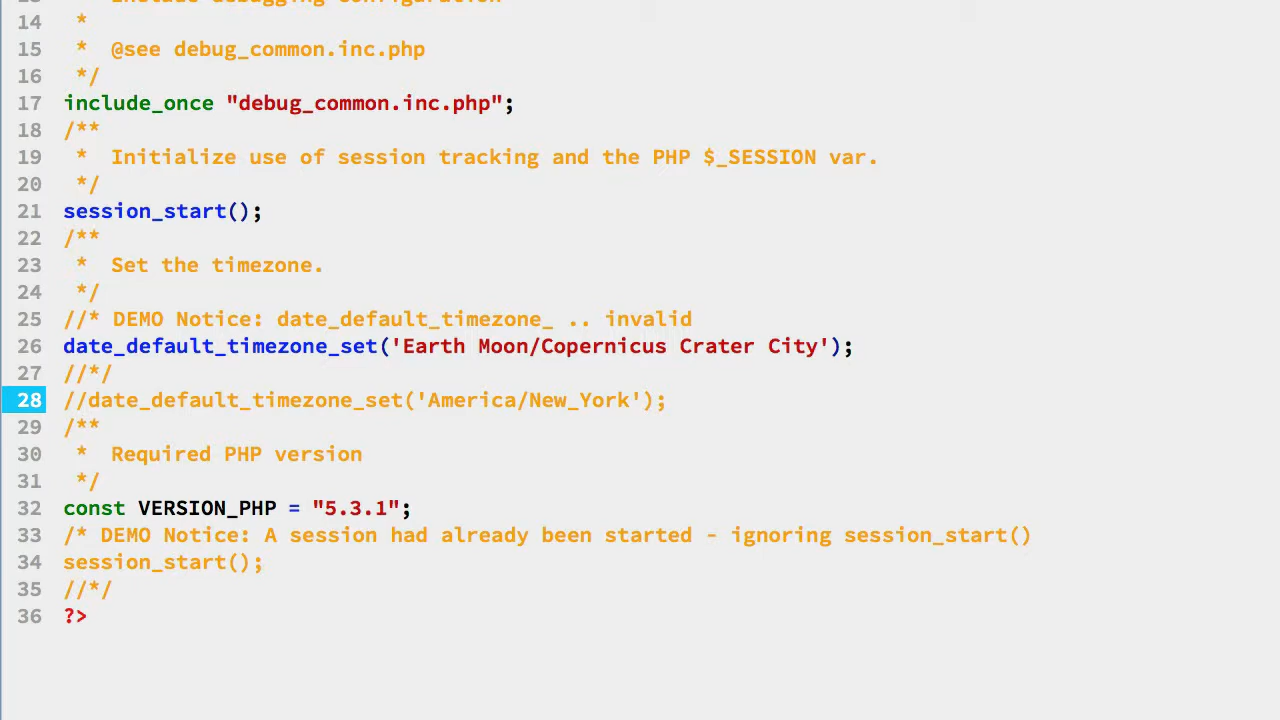 13 * Include debugging configuration
14 *
15 * @see debug_common.inc.php
16 */
17 include_once "debug_common.inc.php";
18 /**
19 * Initialize use of session tracking and the PHP $_SESSION var.
20 */
21 session_start();
22 /**
23 * Set the timezone.
24 */
25 //* DEMO Notice: date_default_timezone_ .. invalid
26 date_default_timezone_set('Earth Moon/Copernicus Crater City');
27 //*/
28 //date_default_timezone_set('America/New_York');
29 /**
30 * Required PHP version
31 */
32 const VERSION_PHP = "5.3.1";
33 /* DEMO Notice: A session had already been started - ignoring session_start()
34 session_start();
35 //*/
36 ?>